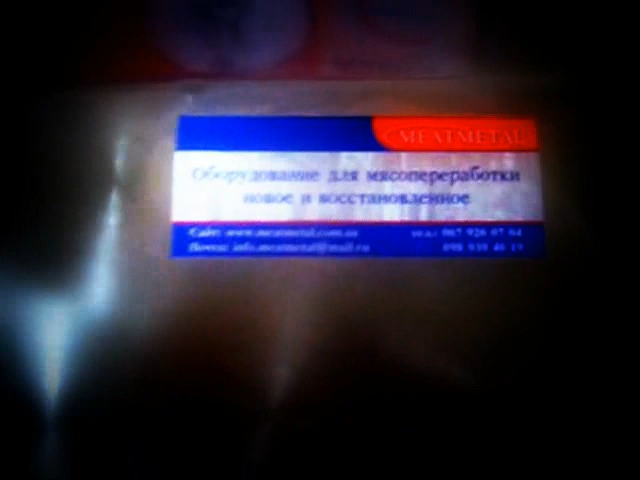 MEATMETAL
Оборудование для мясопереработки
новое и восстановленное
Сайт: www.meatmetal.com.ua
Почта: info.meatmetal@mail.ru